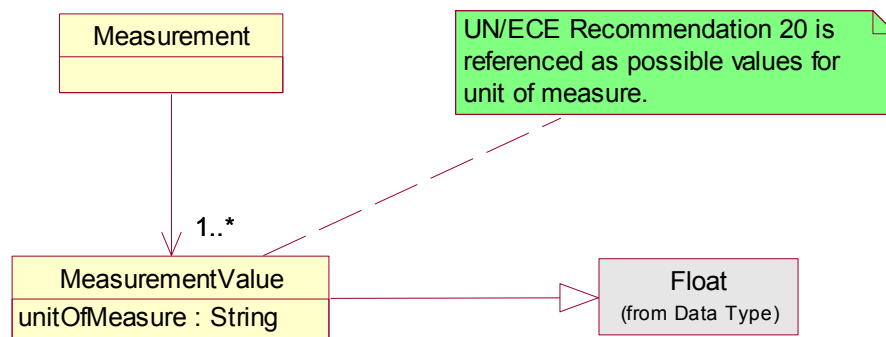 Measurement
UN/ECE Recommendation 20 is
referenced as possible values for
unit of measure.
1..*
MeasurementValue
unitOfMeasure : String
Float
(from Data Type)